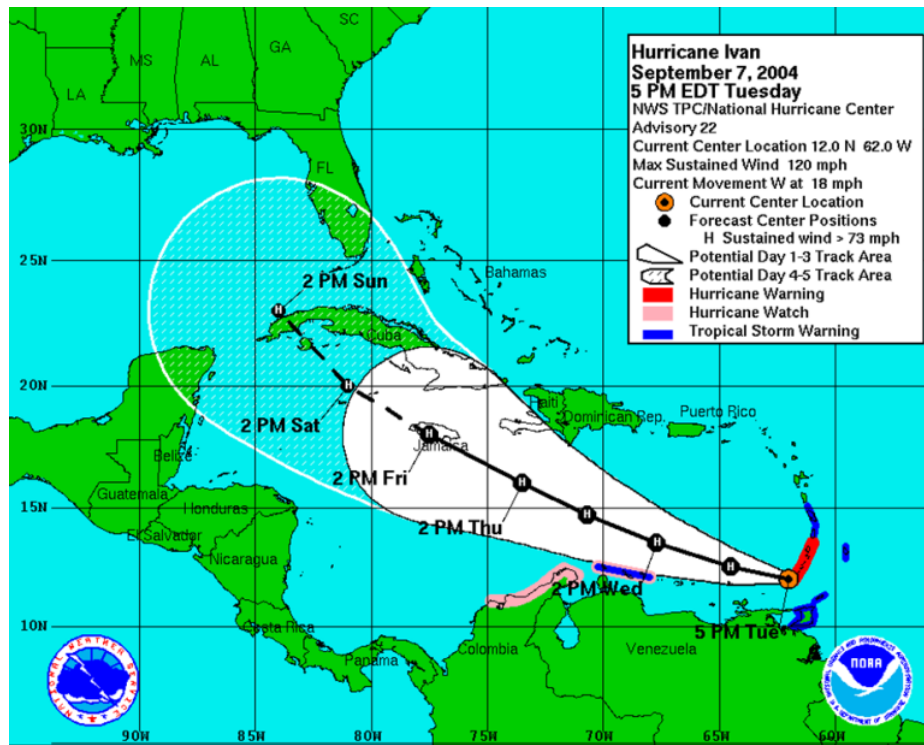 Hurricane Ivan
September 7, 2004
5 PM EDT Tuesday
NWS TPC/National Hurricane Center
Advisory 22
Current Center Location 12.0 N 62.0 W
Max Sustained Wind 120 mph
Current Movement W at 18 mph
Current Center Location
Forecast Center Positions
H Sustained wind > 73 mph
Potential Day 1-3 Track Area
Potential Day 4-5 Track Area
Hurricane Warning
Hurricane Watch
Tropical Storm Warning
SC
MS
AL
GA
LA
30N
FL
25N
Bahamas
2 PM Sun
H
Cuba
20N
H
2 PM Sat
Haiti
Dominican Rep.
Puerto Rico
H
Jamaica
Belize
2 PM Fri
H
Guatemala
15N
Honduras
2 PM Thu
H
El Salvador
H
Nicaragua
H
2 PM Wed
10N
Costa Rica
5 PM Tue
Panama
Colombia
Venezuela
NATIONAL WEATHER SERVICE
NOAA
90W
85W
80W
75W
70W
65W
60W